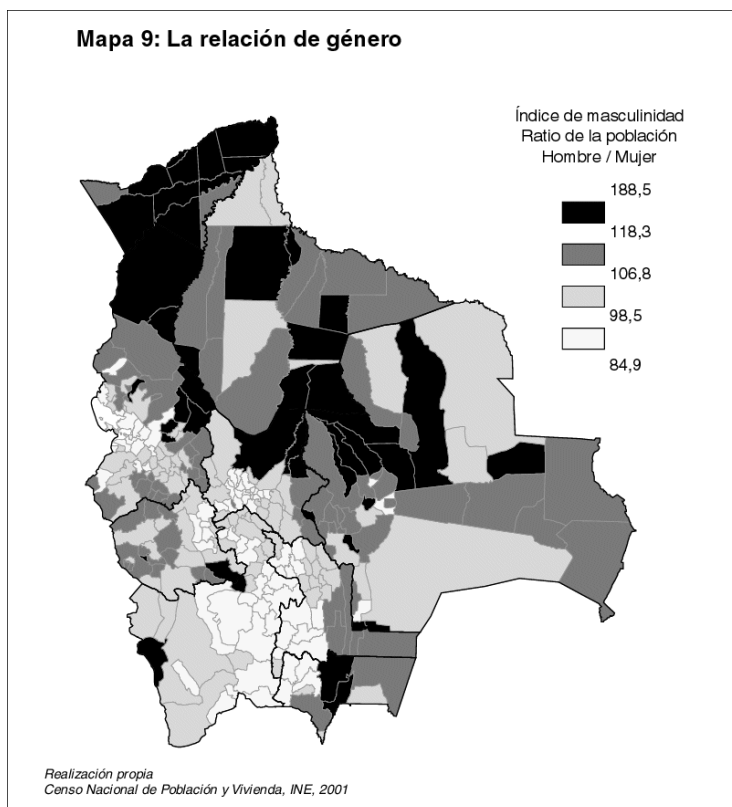 Mapa 9: La relación de género
Índice de masculinidad
Ratio de la población
Hombre / Mujer
188,5
118,3
106,8
98,5
84,9
Realización propia
Censo Nacional de Población y Vivienda, INE, 2001